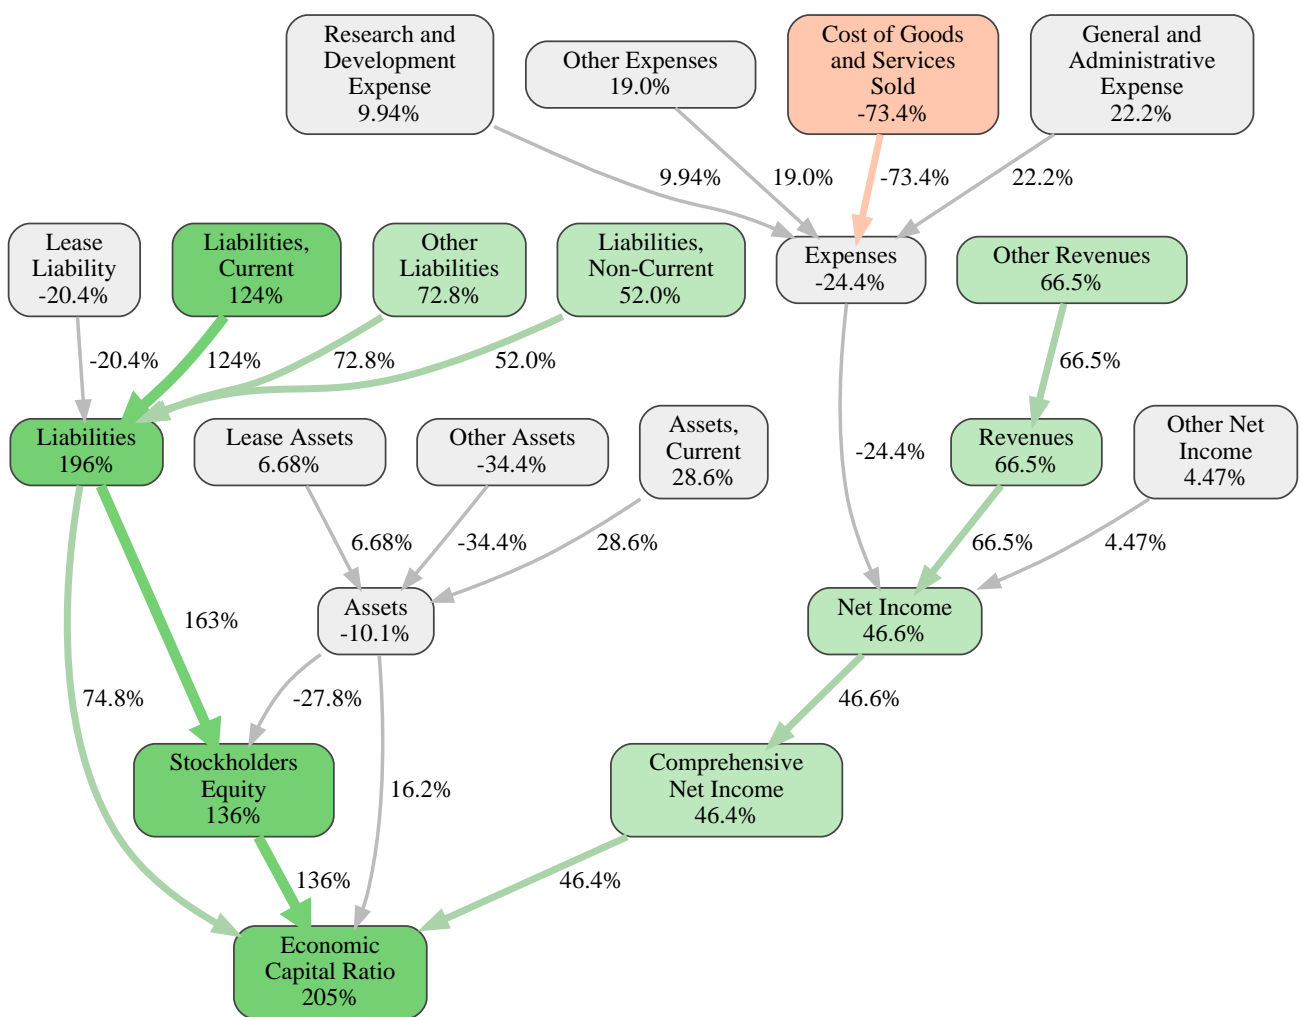 Research and
Development
Expense
9.94%
Other Expenses
19.0%
Cost of Goods
and Services
Sold
-73.4%
General and
Administrative
Expense
22.2%
9.94%
19.0%
-73.4%
22.2%
Lease
Liability
-20.4%
Liabilities,
Current
124%
Other
Liabilities
72.8%
Liabilities,
Non-Current
52.0%
Expenses
-24.4%
Other Revenues
66.5%
-20.4%
124%
72.8%
52.0%
66.5%
Liabilities
196%
Lease Assets
6.68%
Other Assets
-34.4%
Assets,
Current
28.6%
-24.4%
Revenues
66.5%
Other Net
Income
4.47%
6.68%
-34.4%
28.6%
66.5%
4.47%
163%
Assets
-10.1%
Net Income
46.6%
74.8%
-27.8%
46.6%
Stockholders
Equity
136%
16.2%
Comprehensive
Net Income
46.4%
136%
46.4%
Economic
Capital Ratio
205%